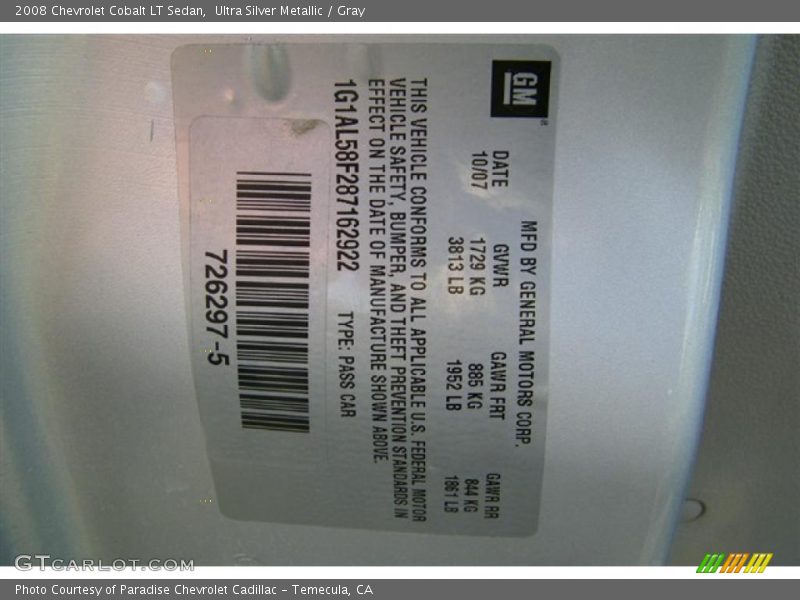 2008 Chevrolet Cobalt LT Sedan, Ultra Silver Metallic / Gray
GM®
MFD BY GENERAL MOTORS CORP.
DATE GVWR GAWR FRT GAWR RR
10/07 1729 KG 885 KG 844 KG
3813 LB 1952 LB 1861 LB
THIS VEHICLE CONFORMS TO ALL APPLICABLE U.S. FEDERAL MOTOR
VEHICLE SAFETY, BUMPER, AND THEFT PREVENTION STANDARDS IN
EFFECT ON THE DATE OF MANUFACTURE SHOWN ABOVE.
1G1AL58F287162922 TYPE: PASS CAR
726297-5
GTCARLOT.COM
Photo Courtesy of Paradise Chevrolet Cadillac - Temecula, CA